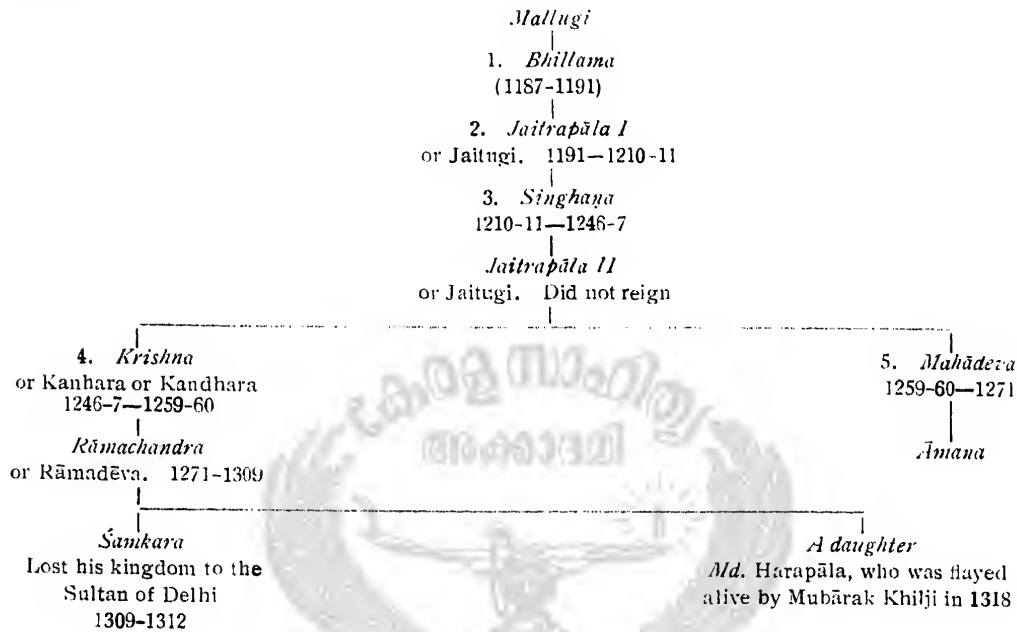 Mallugi
1. Bhillama
(1187-1191)
2. Jaitrapāla I
or Jaitugi. 1191—1210-11
3. Singhaṇa
1210-11—1246-7
Jaitrapāla II
or Jaitugi. Did not reign
4. Krishna
or Kanhara or Kandhara
1246-7—1259-60
Rāmachandra
or Rāmadēva. 1271-1309
Śaṁkara
Lost his kingdom to the
Sultan of Delhi
1309-1312
5. Mahādeva
1259-60—1271
Āmana
A daughter
Md. Harapāla, who was flayed
alive by Mubārak Khilji in 1318
കേരള സാഹിത്യ
അക്കാദമി